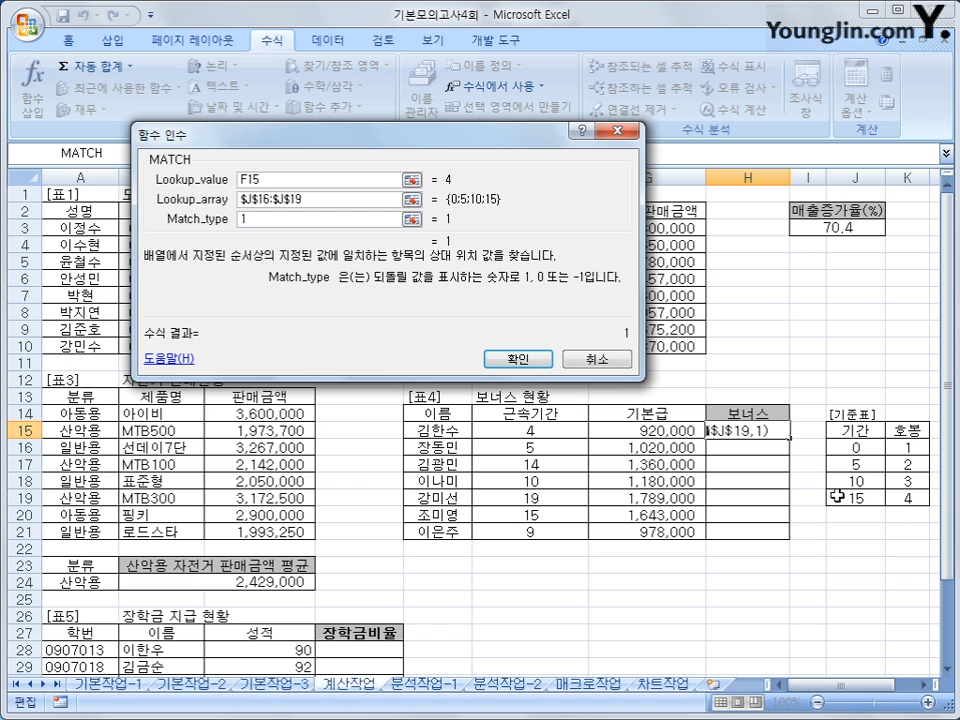 기본모의고사4회 - Microsoft Excel
YoungJin.com Y.
홈 삽입 페이지 레이아웃 수식 데이터 검토 보기 개발 도구
fx 함수 삽입
Σ 자동 합계
최근에 사용한 함수
재무
논리
텍스트
날짜 및 시간
찾기/참조 영역
수학/삼각
함수 추가
이름 관리자
이름 정의
수식에서 사용
선택 영역에서 만들기
참조되는 셀 추적
참조하는 셀 추적
연결선 제거
수식 표시
오류 검사
수식 계산
수식 분석
조사식 창
계산 옵션
계산
MATCH
함수 인수
MATCH
Lookup_value F15 = 4
Lookup_array $J$16:$J$19 = {0;5;10;15}
Match_type 1 = 1
= 1
배열에서 지정된 순서상의 지정된 값에 일치하는 항목의 상대 위치 값을 찾습니다.
Match_type 은(는) 되돌릴 값을 표시하는 숫자로 1, 0 또는 -1입니다.
수식 결과= 1
도움말(H) 확인 취소
A H I J K
1 [표1]
2 성명 판매금액 매출증가율(%)
3 이정수 70.4
4 이수현
5 윤철수
6 안성민
7 박현
8 박지연
9 김준호
10 강민수
11
12 [표3]
13 분류 제품명 판매금액 [표4] 보너스 현황
14 아동용 아이비 3,600,000 이름 근속기간 기본급 보너스 [기준표]
15 산악용 MTB500 1,973,700 김한수 4 920,000 $J$19,1) 기간 호봉
16 일반용 선데이7단 3,267,000 장동민 5 1,020,000 0 1
17 산악용 MTB100 2,142,000 김광민 14 1,360,000 5 2
18 일반용 표준형 2,050,000 이나미 10 1,180,000 10 3
19 산악용 MTB300 3,172,500 강미선 19 1,789,000 15 4
20 아동용 핑키 2,900,000 조미영 15 1,643,000
21 일반용 로드스타 1,993,250 이은주 9 978,000
22
23 분류 산악용 자전거 판매금액 평균
24 산악용 2,429,000
25
26 [표5] 장학금 지급 현황
27 학번 이름 성적 장학금비율
28 0907013 이한우 90
29 0907018 김금순 92
기본작업-1 기본작업-2 기본작업-3 계산작업 분석작업-1 분석작업-2 매크로작업 차트작업
편집 100%